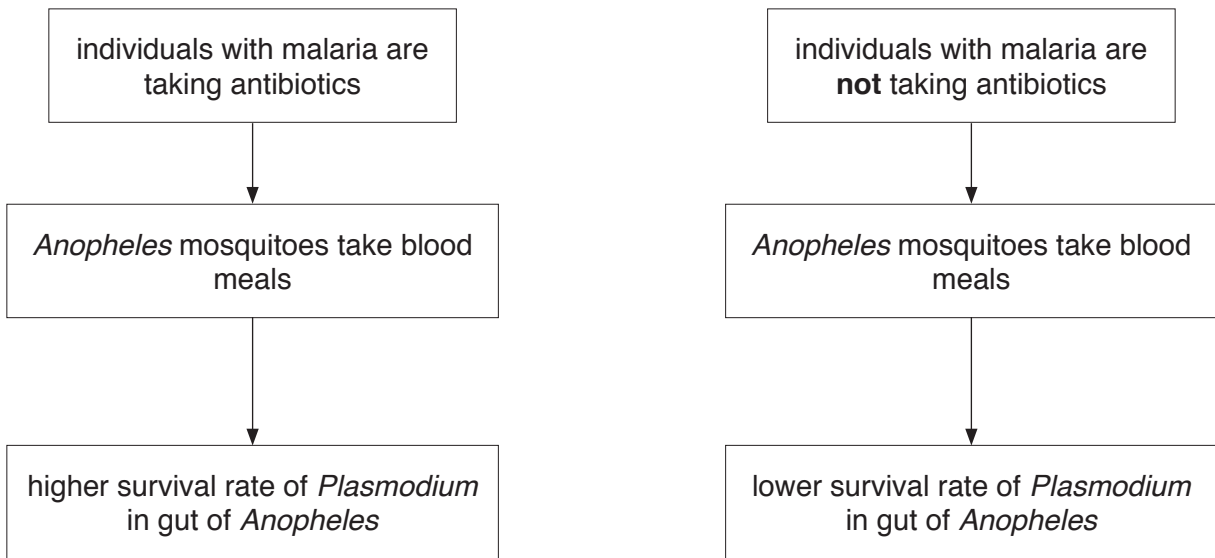 individuals with malaria are
taking antibiotics
Anopheles mosquitoes take blood
meals
higher survival rate of Plasmodium
in gut of Anopheles
individuals with malaria are
not taking antibiotics
Anopheles mosquitoes take blood
meals
lower survival rate of Plasmodium
in gut of Anopheles